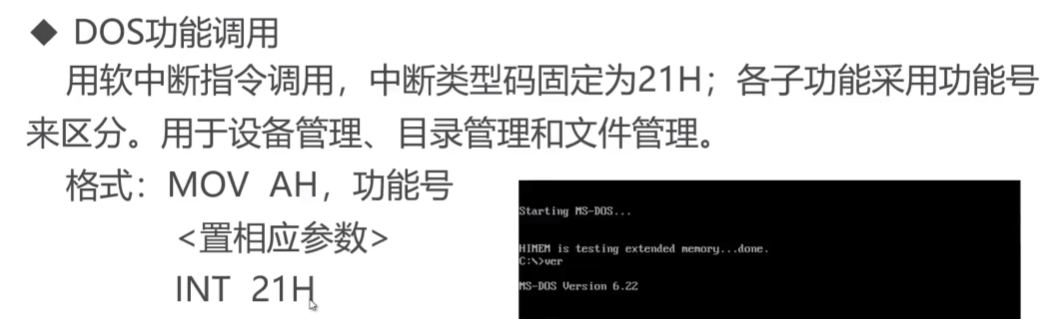 ◆ DOS功能调用
用软中断指令调用，中断类型码固定为21H；各子功能采用功能号
来区分。用于设备管理、目录管理和文件管理。
格式：MOV AH，功能号
<置相应参数>
INT 21H
Starting MS-DOS...
HIMEM is testing extended memory...done.
C:\>ver
MS-DOS Version 6.22